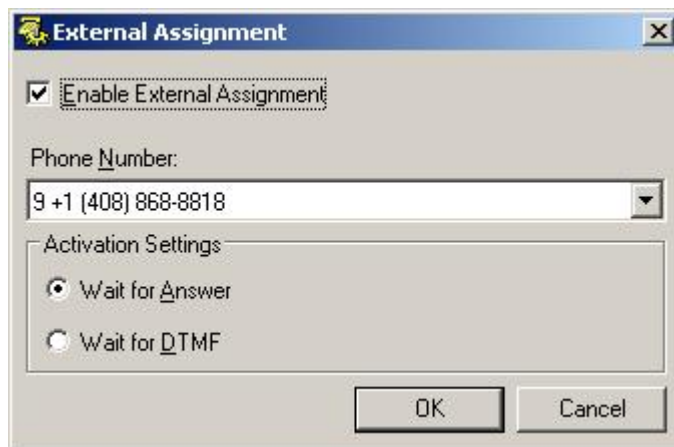 External Assignment
Enable External Assignment
Phone Number:
9 +1 (408) 868-8818
Activation Settings
Wait for Answer
Wait for DTMF
OK Cancel